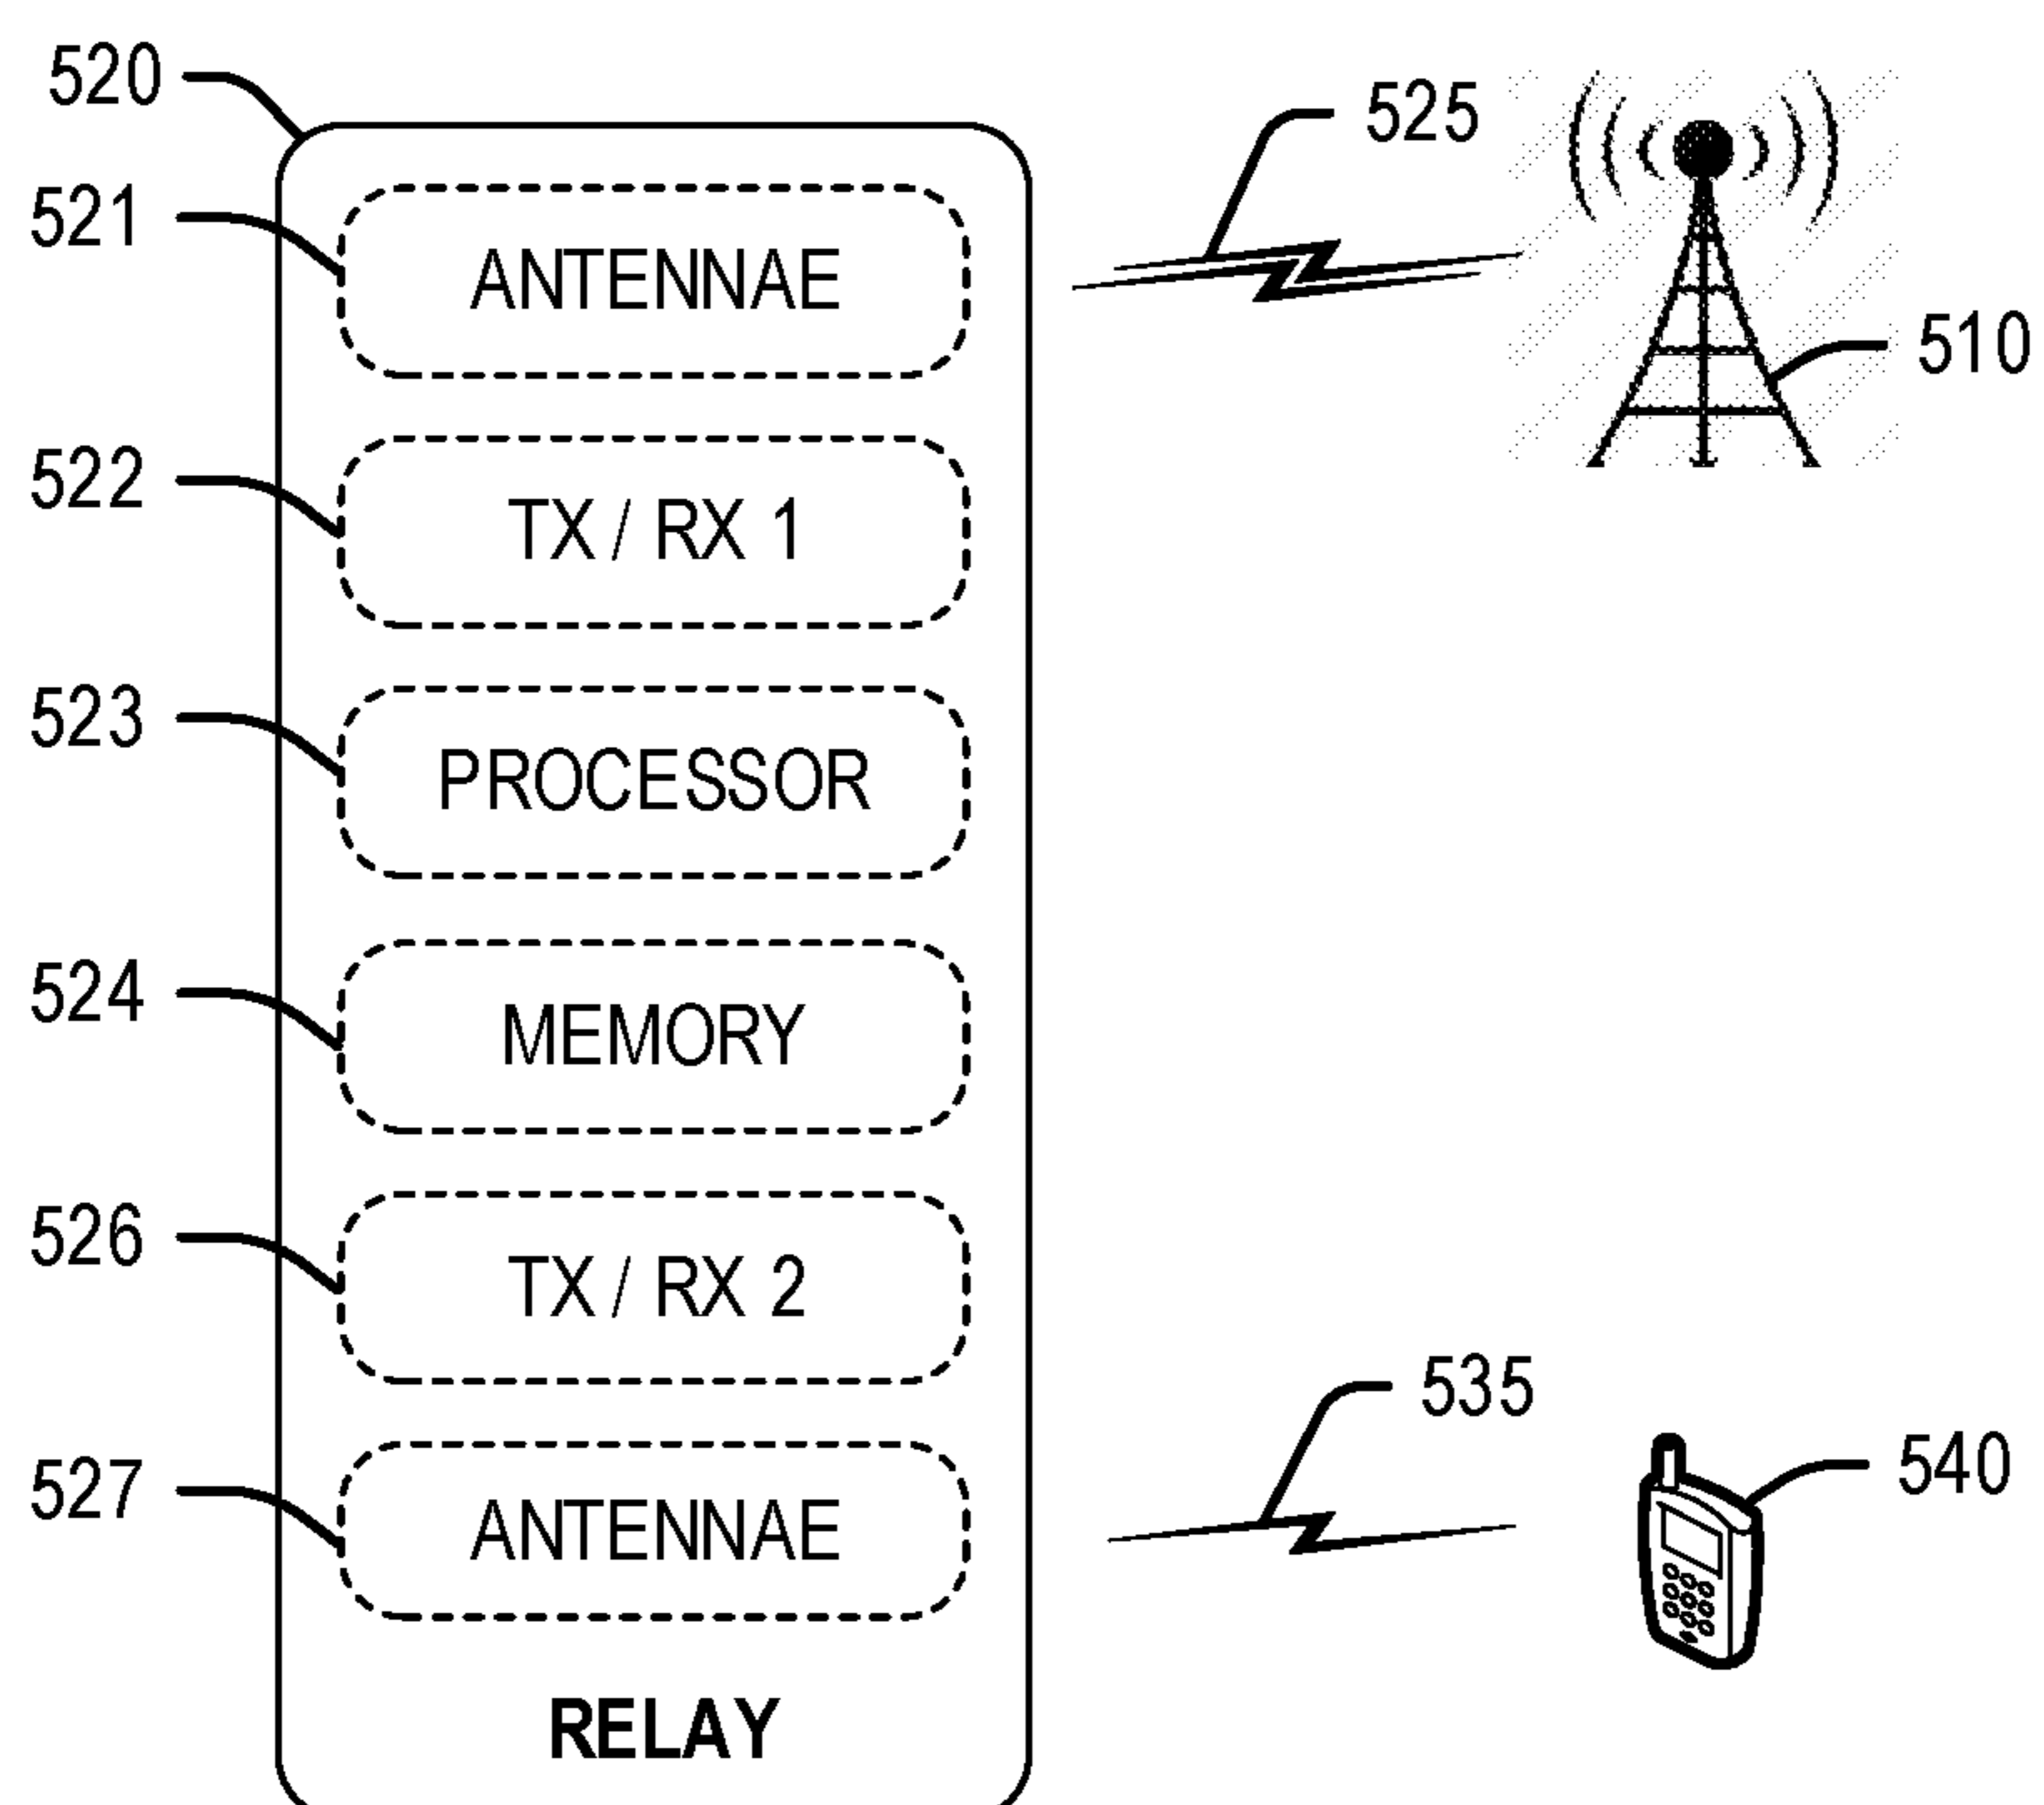 520
525
521
ANTENNAE
510
522
TX / RX 1
523
PROCESSOR
524
MEMORY
526
TX / RX 2
535
540
527
ANTENNAE
RELAY